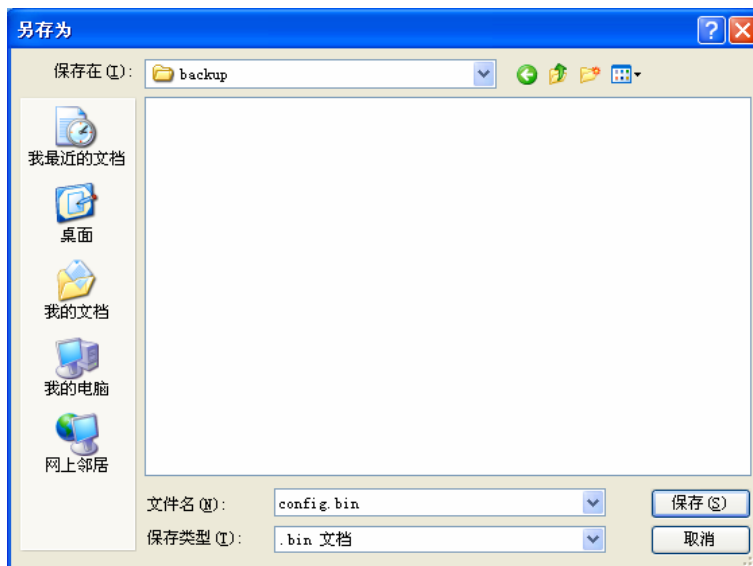 另存为
保存在(I):
backup
我最近的文档
桌面
我的文档
我的电脑
网上邻居
文件名(N):
config.bin
保存(S)
保存类型(T):
.bin 文档
取消